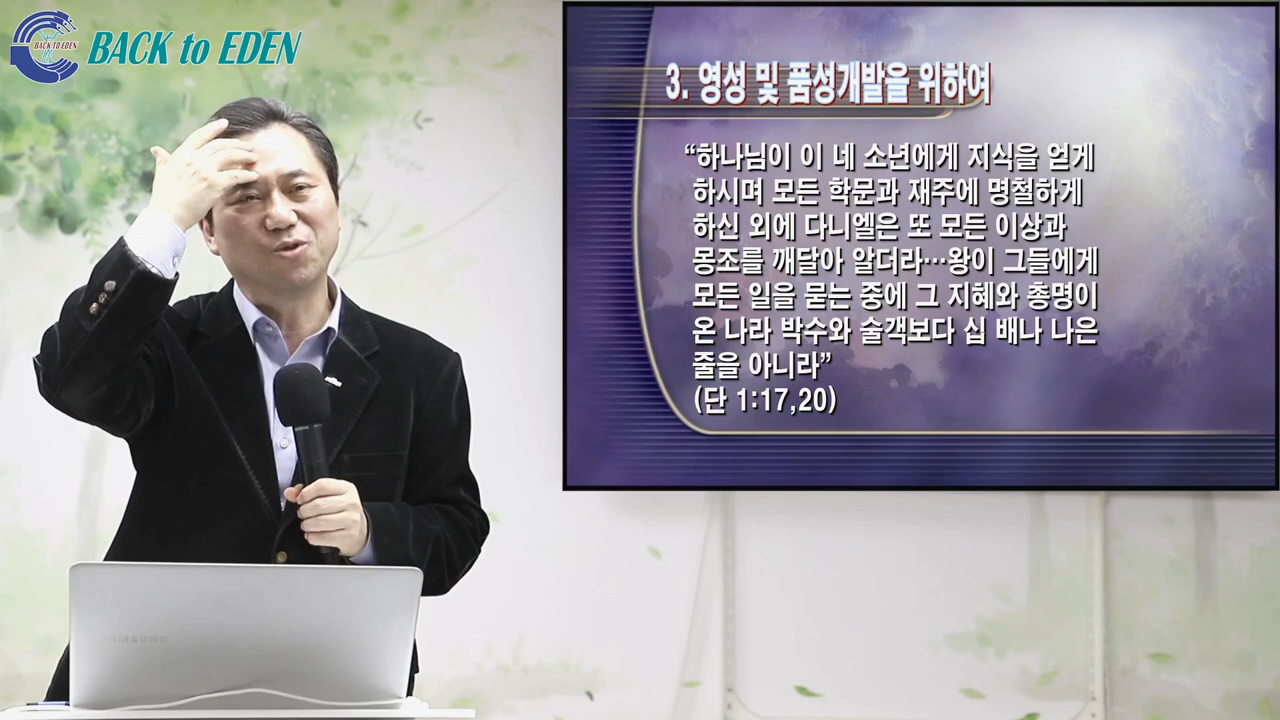 BACK TO EDEN
BACK to EDEN
3. 영성 및 품성개발을 위하여
“하나님이 이 네 소년에게 지식을 얻게
하시며 모든 학문과 재주에 명철하게
하신 외에 다니엘은 또 모든 이상과
몽조를 깨달아 알더라…왕이 그들에게
모든 일을 묻는 중에 그 지혜와 총명이
온 나라 박수와 술객보다 십 배나 나은
줄을 아니라”
(단 1:17,20)
SAMSUNG